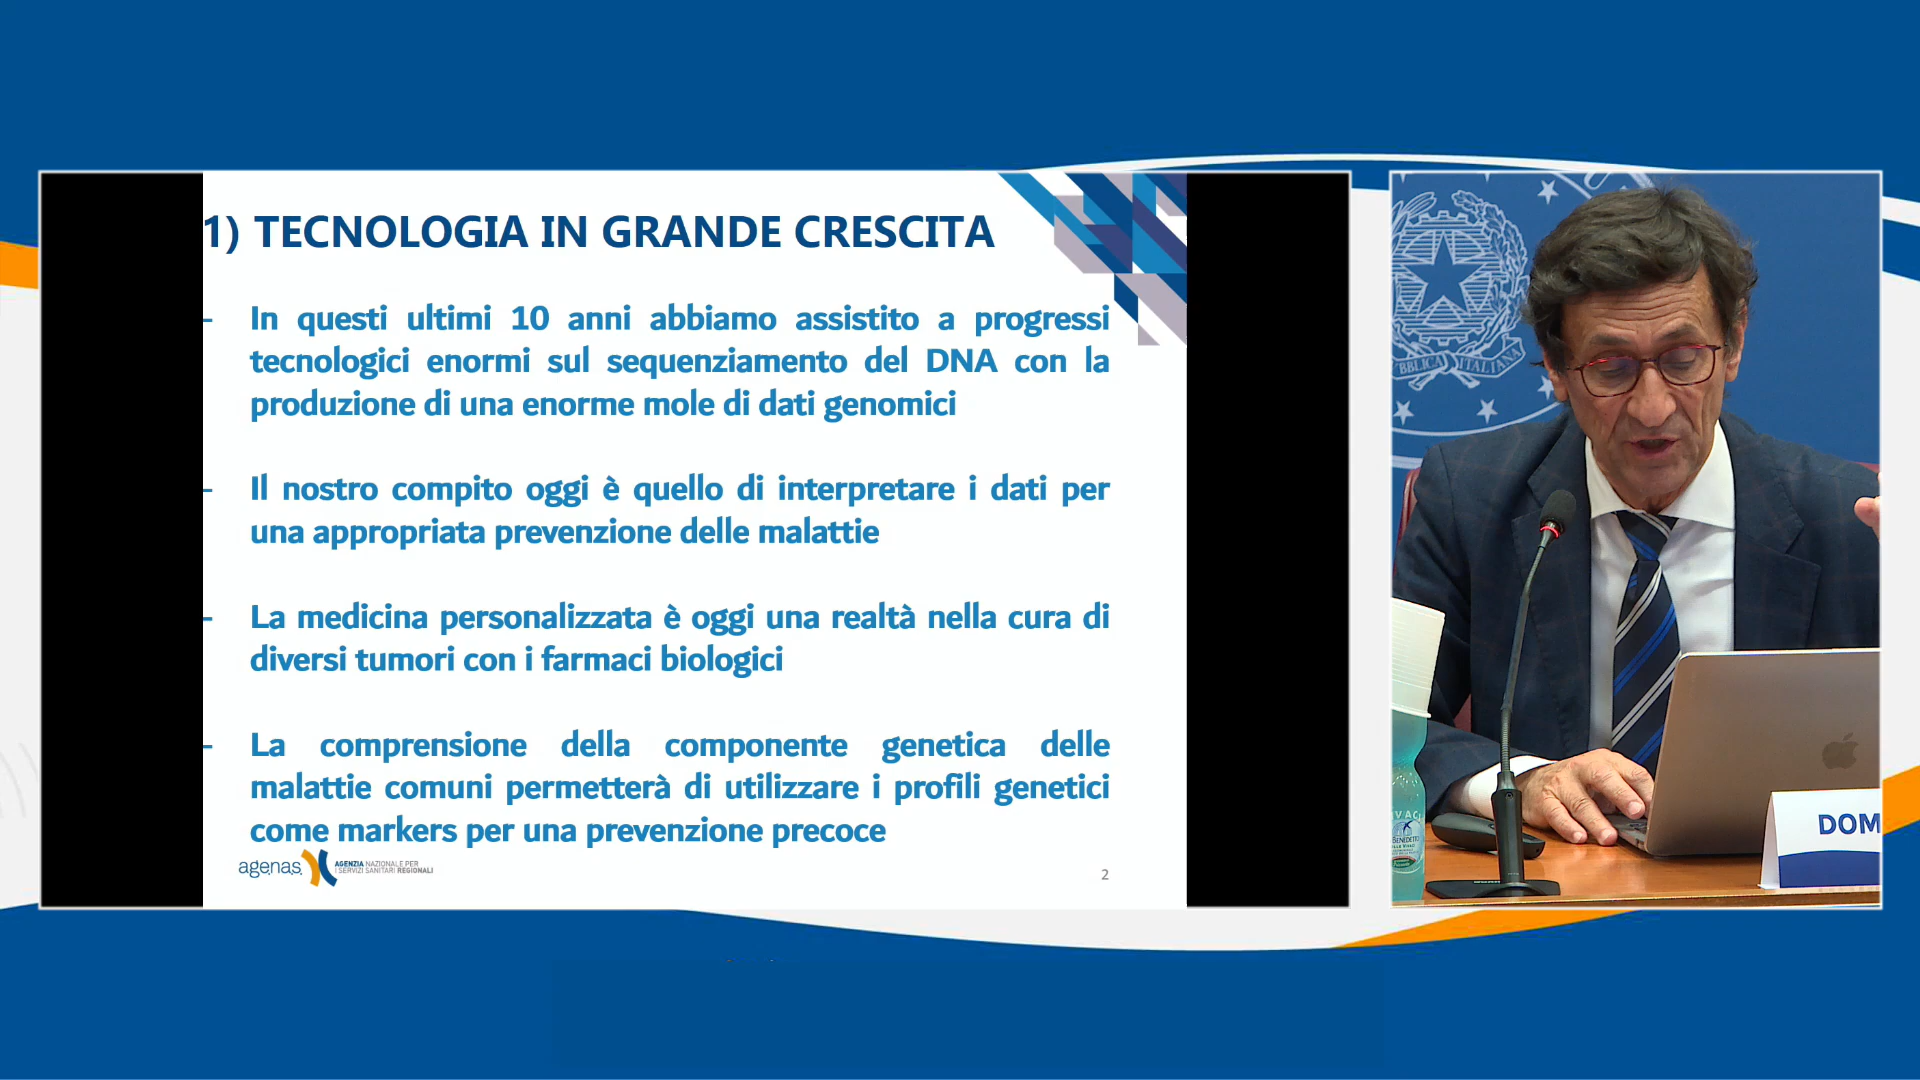 1) TECNOLOGIA IN GRANDE CRESCITA
- In questi ultimi 10 anni abbiamo assistito a progressi
tecnologici enormi sul sequenziamento del DNA con la
produzione di una enorme mole di dati genomici
- Il nostro compito oggi è quello di interpretare i dati per
una appropriata prevenzione delle malattie
- La medicina personalizzata è oggi una realtà nella cura di
diversi tumori con i farmaci biologici
- La comprensione della componente genetica delle
malattie comuni permetterà di utilizzare i profili genetici
come markers per una prevenzione precoce
agenas.
AGENZIA NAZIONALE PER
I SERVIZI SANITARI REGIONALI
2
BBLICA ITALIANA
VIVACE
BENEDETTO
DOM